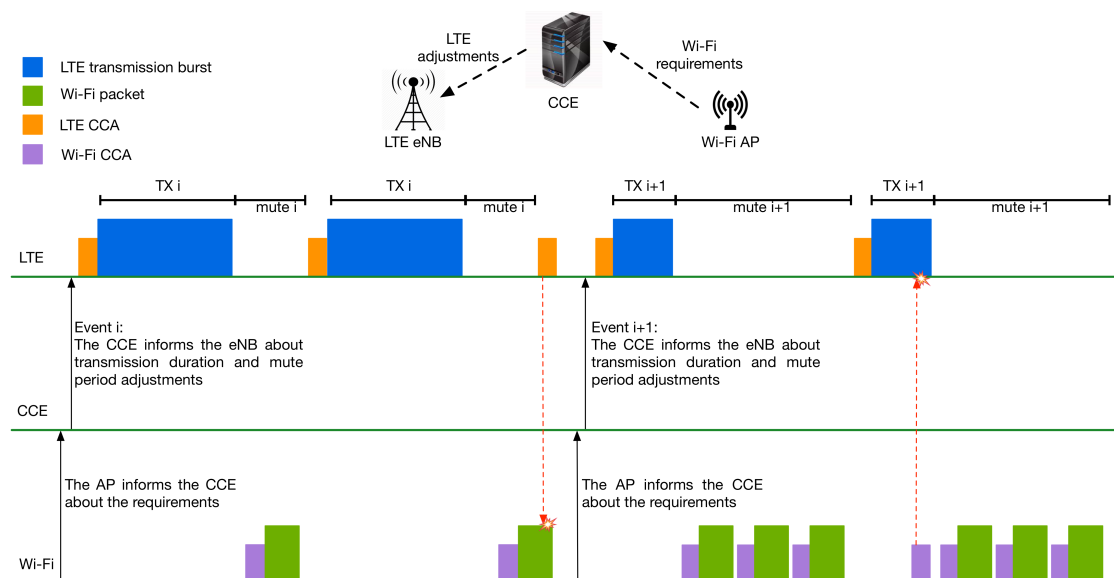 LTE
adjustments
Wi-Fi
requirements
CCE
LTE eNB
Wi-Fi AP
LTE transmission burst
Wi-Fi packet
LTE CCA
Wi-Fi CCA
TX i
mute i
TX i
mute i
TX i+1
mute i+1
TX i+1
mute i+1
LTE
Event i:
The CCE informs the eNB about
transmission duration and mute
period adjustments
Event i+1:
The CCE informs the eNB about
transmission duration and mute
period adjustments
CCE
The AP informs the CCE
about the requirements
The AP informs the CCE
about the requirements
Wi-Fi